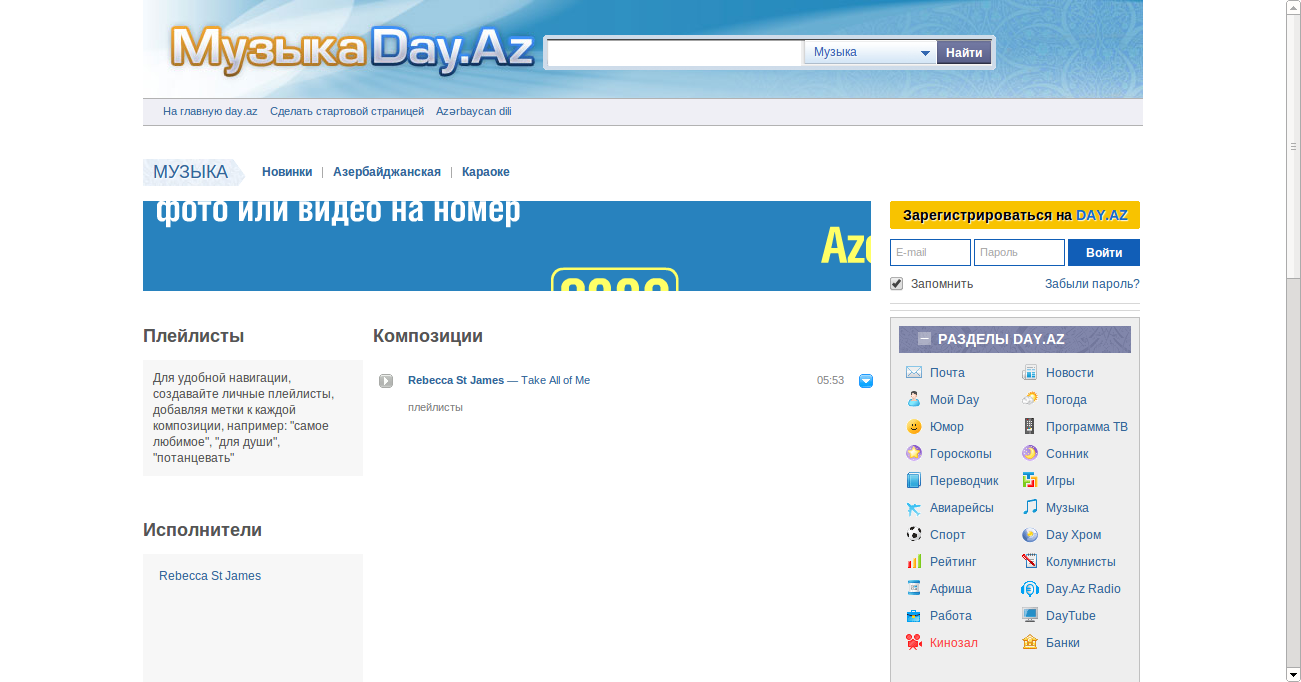 Музыка Day.Az
Музыка
Найти
На главную day.az Сделать стартовой страницей Azərbaycan dili
МУЗЫКА
Новинки | Азербайджанская | Караоке
фото или видео на номер
Az
Зарегистрироваться на DAY.AZ
E-mail Пароль Войти
Запомнить Забыли пароль?
Плейлисты
Для удобной навигации,
создавайте личные плейлисты,
добавляя метки к каждой
композиции, например: "самое
любимое", "для души",
"потанцевать"
Исполнители
Rebecca St James
Композиции
Rebecca St James — Take All of Me 05:53
плейлисты
РАЗДЕЛЫ DAY.AZ
Почта Новости
Мой Day Погода
Юмор Программа ТВ
Гороскопы Сонник
Переводчик Игры
Авиарейсы Музыка
Спорт Day Хром
Рейтинг Колумнисты
Афиша Day.Az Radio
Работа DayTube
Кинозал Банки